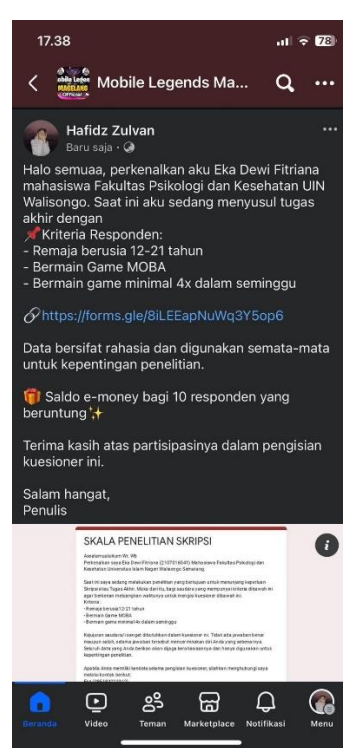 17.38
78
Mobile Legends Ma...
Hafidz Zulvan
Baru saja
Halo semuaa, perkenalkan aku Eka Dewi Fitriana
mahasiswa Fakultas Psikologi dan Kesehatan UIN
Walisongo. Saat ini aku sedang menyusul tugas
akhir dengan
📌Kriteria Responden:
- Remaja berusia 12-21 tahun
- Bermain Game MOBA
- Bermain game minimal 4x dalam seminggu
🔗https://forms.gle/8iLEEapNuWq3Y5op6
Data bersifat rahasia dan digunakan semata-mata
untuk kepentingan penelitian.
🎁 Saldo e-money bagi 10 responden yang
beruntung✨
Terima kasih atas partisipasinya dalam pengisian
kuesioner ini.
Salam hangat,
Penulis
SKALA PENELITIAN SKRIPSI
Assalamualaikum Wr. Wb
Kriteria :
-Remaja berusia 12-21 tahun
-Bermain Game MOBA
-Bermain game minimal 4x dalam seminggu
Beranda
Video
Teman
Marketplace
Notifikasi
Menu